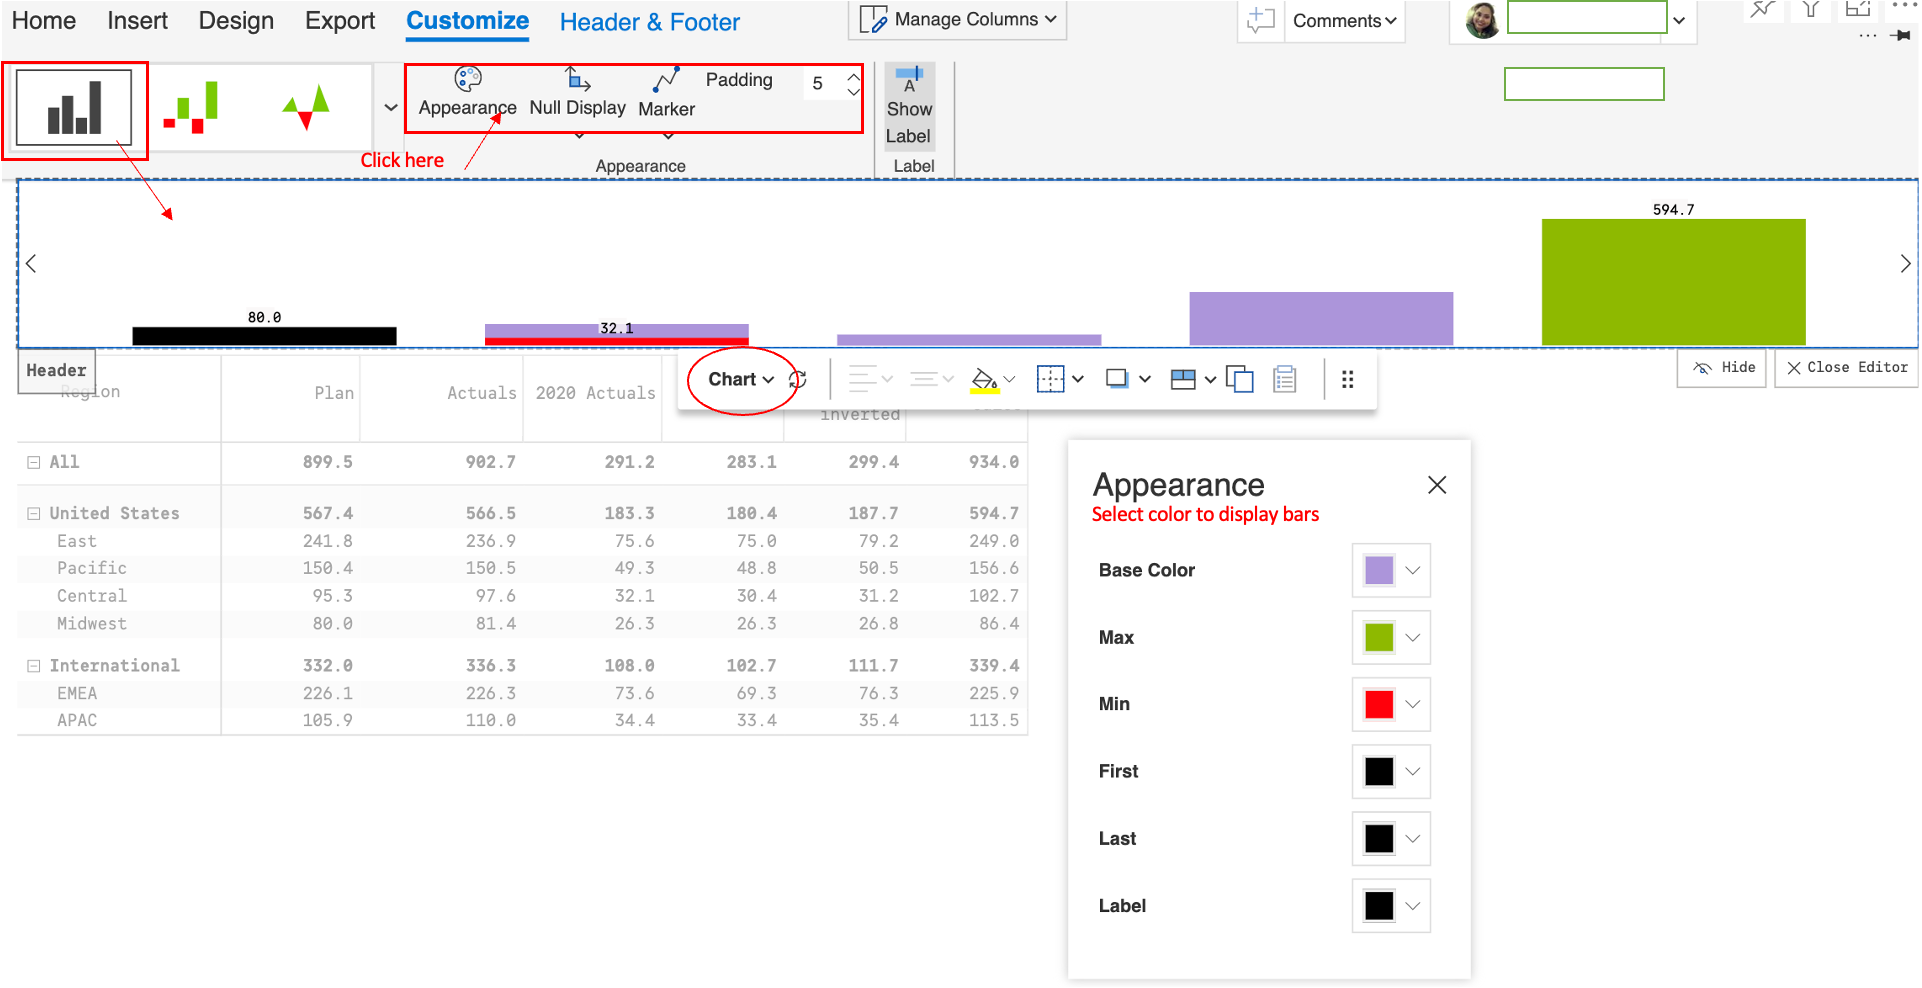 Home Insert Design Export Customize Header & Footer Manage Columns Comments
Appearance Null Display Marker Padding 5 A Show Label
Click here
Appearance Label
594.7
80.0 32.1
Header Chart Hide Close Editor
Region Plan Actuals 2020 Actuals
inverted
All 899.5 902.7 291.2 283.1 299.4 934.0
United States 567.4 566.5 183.3 180.4 187.7 594.7
East 241.8 236.9 75.6 75.0 79.2 249.0
Pacific 150.4 150.5 49.3 48.8 50.5 156.6
Central 95.3 97.6 32.1 30.4 31.2 102.7
Midwest 80.0 81.4 26.3 26.3 26.8 86.4
International 332.0 336.3 108.0 102.7 111.7 339.4
EMEA 226.1 226.3 73.6 69.3 76.3 225.9
APAC 105.9 110.0 34.4 33.4 35.4 113.5
Appearance
Select color to display bars
Base Color
Max
Min
First
Last
Label